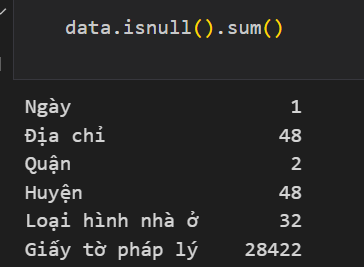 data.isnull().sum()
Ngày 1
Địa chỉ 48
Quận 2
Huyện 48
Loại hình nhà ở 32
Giấy tờ pháp lý 28422